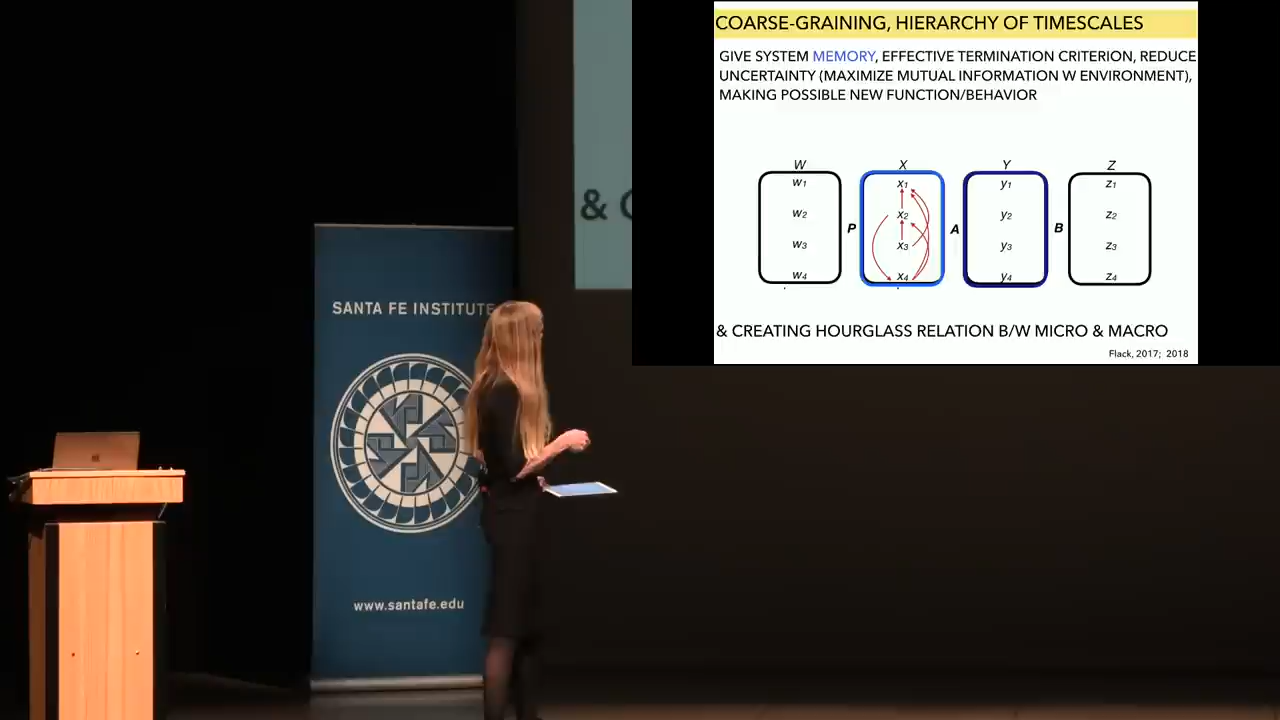 COARSE-GRAINING, HIERARCHY OF TIMESCALES
GIVE SYSTEM MEMORY, EFFECTIVE TERMINATION CRITERION, REDUCE
UNCERTAINTY (MAXIMIZE MUTUAL INFORMATION W ENVIRONMENT),
MAKING POSSIBLE NEW FUNCTION/BEHAVIOR
W X Y Z
w1 x1 y1 z1
w2 x2 y2 z2
P A B
w3 x3 y3 z3
w4 x4 y4 z4
& CREATING HOURGLASS RELATION B/W MICRO & MACRO
Flack, 2017; 2018
& C
SANTA FE INSTITUTE
www.santafe.edu